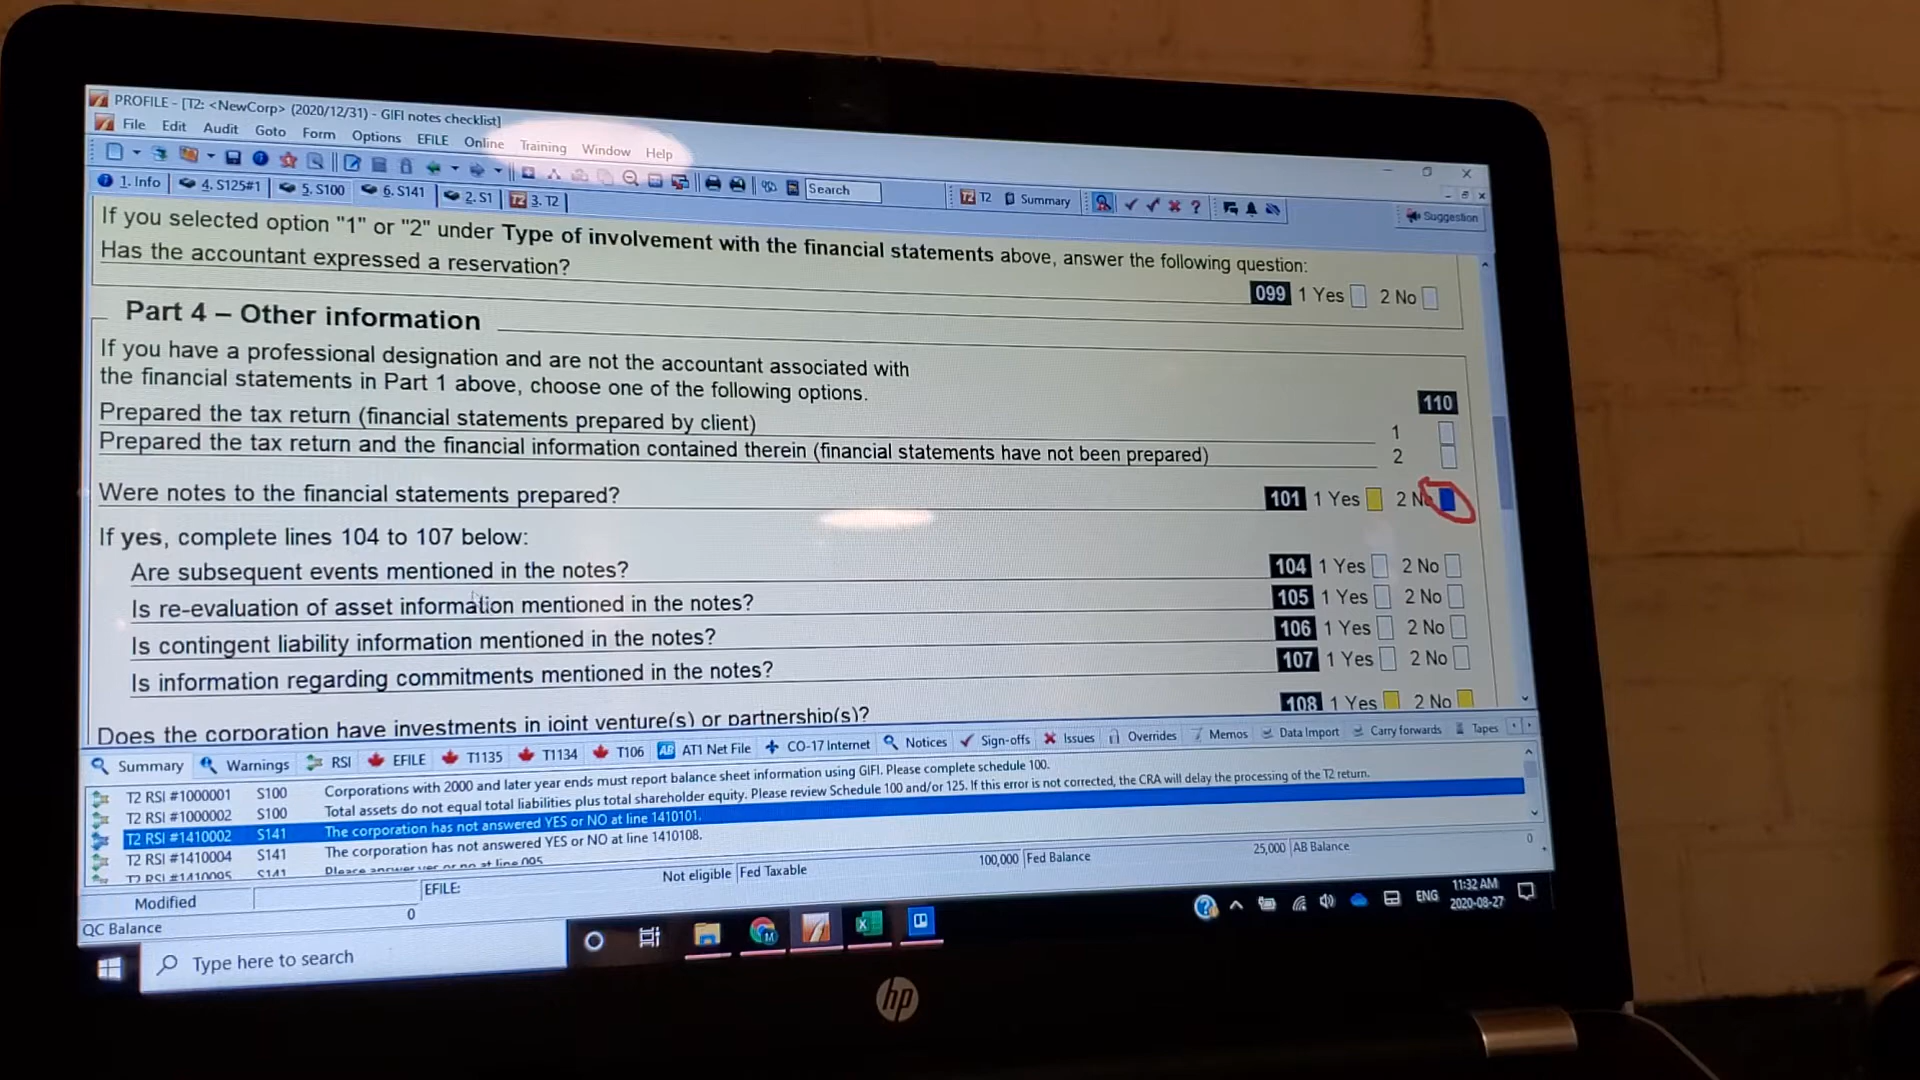 PROFILE - [T2: <NewCorp> (2020/12/31) - GIFI notes checklist]
File Edit Audit Goto Form Options EFILE Online Training Window Help
Search
T2 Summary
Suggestion
1. Info 4. S125#1 5. S100 6. S141 2. S1 3. T2
If you selected option "1" or "2" under Type of involvement with the financial statements above, answer the following question:
Has the accountant expressed a reservation?
099 1 Yes 2 No
Part 4 – Other information
If you have a professional designation and are not the accountant associated with
the financial statements in Part 1 above, choose one of the following options.
110
Prepared the tax return (financial statements prepared by client) 1
Prepared the tax return and the financial information contained therein (financial statements have not been prepared) 2
Were notes to the financial statements prepared? 101 1 Yes 2 No
If yes, complete lines 104 to 107 below:
Are subsequent events mentioned in the notes? 104 1 Yes 2 No
Is re-evaluation of asset information mentioned in the notes? 105 1 Yes 2 No
Is contingent liability information mentioned in the notes? 106 1 Yes 2 No
Is information regarding commitments mentioned in the notes? 107 1 Yes 2 No
Does the corporation have investments in joint venture(s) or partnership(s)? 108 1 Yes 2 No
Summary Warnings RSI EFILE T1135 T1134 T106 AT1 Net File CO-17 Internet Notices Sign-offs Issues Overrides Memos Data Import Carry forwards Tapes
T2 RSI #1000001 S100 Corporations with 2000 and later year ends must report balance sheet information using GIFI. Please complete schedule 100.
T2 RSI #1000002 S100 Total assets do not equal total liabilities plus total shareholder equity. Please review Schedule 100 and/or 125. If this error is not corrected, the CRA will delay the processing of the T2 return.
T2 RSI #1410002 S141 The corporation has not answered YES or NO at line 1410101.
T2 RSI #1410004 S141 The corporation has not answered YES or NO at line 1410108.
T2 RSI #1410005 S141 Please answer yes or no at line 095
Modified EFILE: Not eligible Fed Taxable 100,000 Fed Balance 25,000 AB Balance 0
QC Balance 0
Type here to search
ENG
11:32 AM
2020-08-27
hp